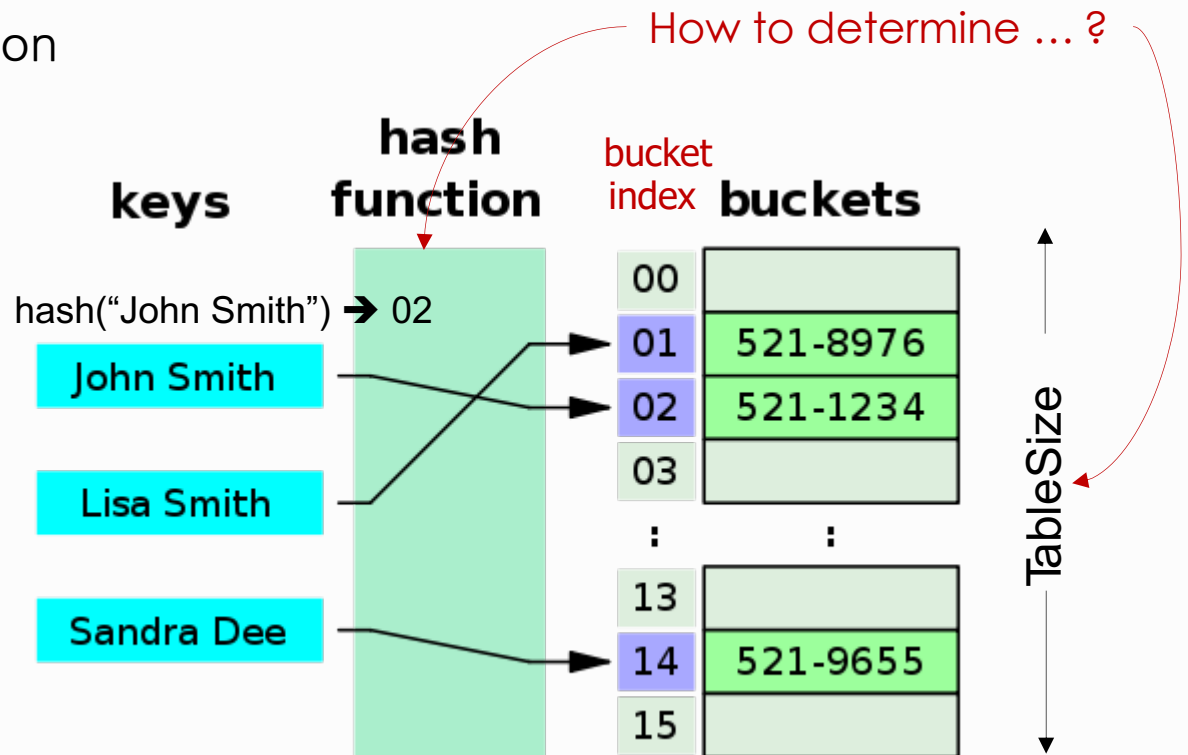 on
How to determine ... ?
hash
function
keys
bucket
index
buckets
hash(“John Smith”) ➔ 02
00
01 521-8976
John Smith
02 521-1234
03
Lisa Smith
: :
13
Sandra Dee
14 521-9655
15
TableSize